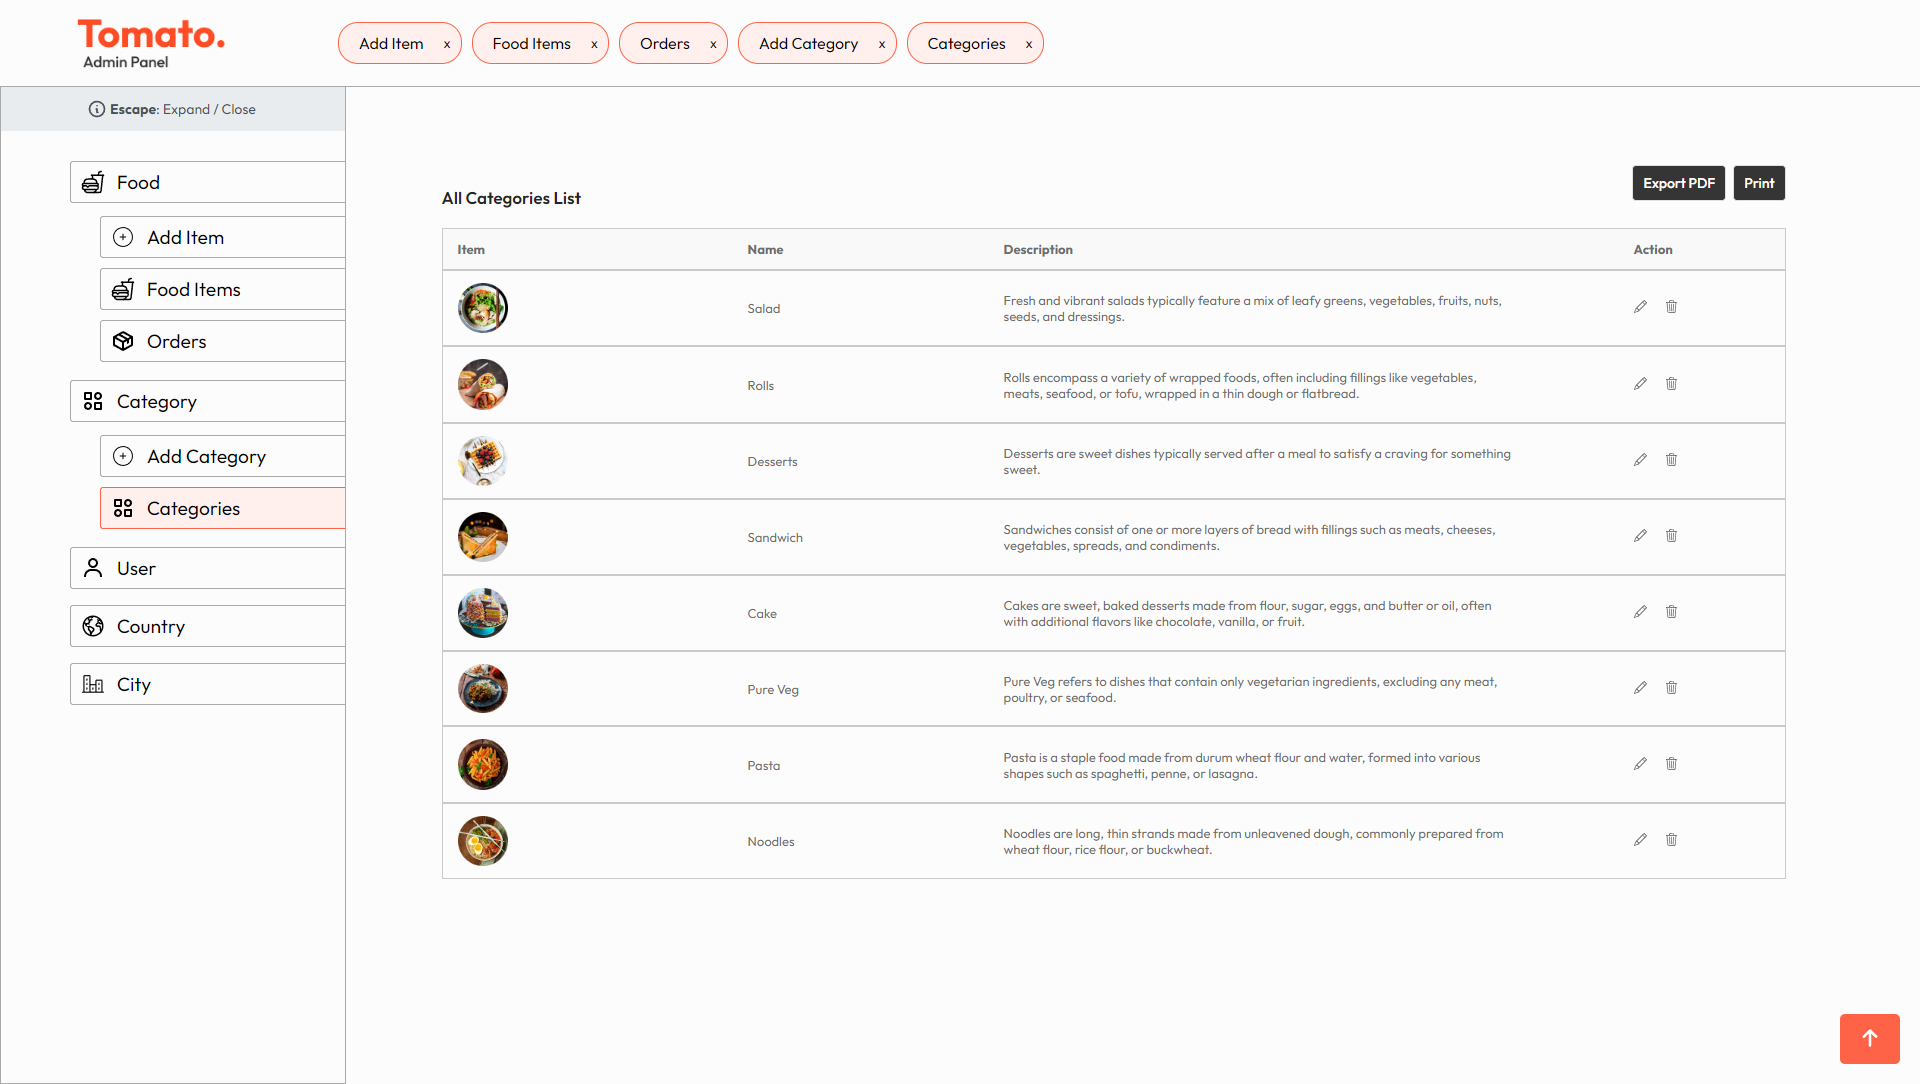 Tomato.
Admin Panel
Add Item x
Food Items x
Orders x
Add Category x
Categories x
Escape: Expand / Close
Food
Add Item
Food Items
Orders
Category
Add Category
Categories
User
Country
City
All Categories List
Export PDF
Print
Item Name Description Action
Salad
Fresh and vibrant salads typically feature a mix of leafy greens, vegetables, fruits, nuts,
seeds, and dressings.
Rolls
Rolls encompass a variety of wrapped foods, often including fillings like vegetables,
meats, seafood, or tofu, wrapped in a thin dough or flatbread.
Desserts
Desserts are sweet dishes typically served after a meal to satisfy a craving for something
sweet.
Sandwich
Sandwiches consist of one or more layers of bread with fillings such as meats, cheeses,
vegetables, spreads, and condiments.
Cake
Cakes are sweet, baked desserts made from flour, sugar, eggs, and butter or oil, often
with additional flavors like chocolate, vanilla, or fruit.
Pure Veg
Pure Veg refers to dishes that contain only vegetarian ingredients, excluding any meat,
poultry, or seafood.
Pasta
Pasta is a staple food made from durum wheat flour and water, formed into various
shapes such as spaghetti, penne, or lasagna.
Noodles
Noodles are long, thin strands made from unleavened dough, commonly prepared from
wheat flour, rice flour, or buckwheat.